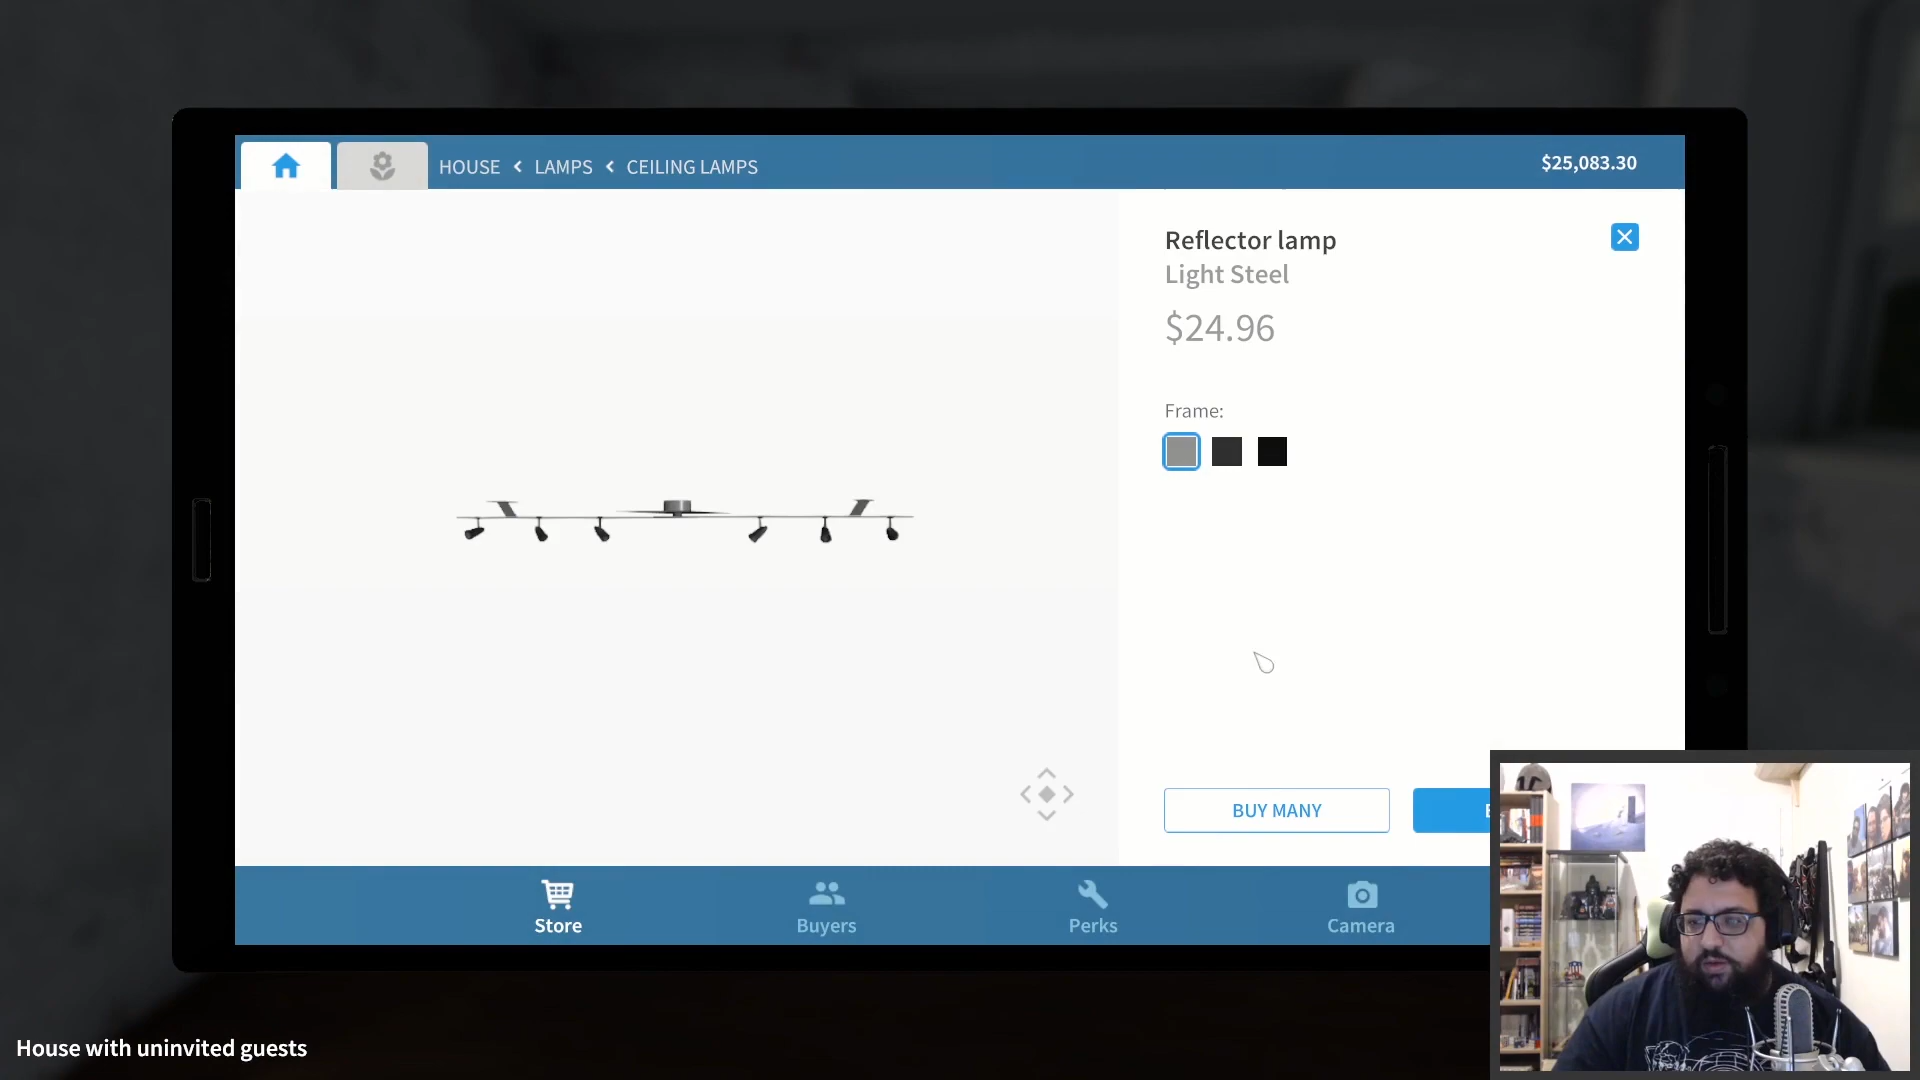 HOUSE < LAMPS < CEILING LAMPS
$25,083.30
Reflector lamp
Light Steel
$24.96
Frame:
BUY MANY
Store
Buyers
Perks
Camera
House with uninvited guests